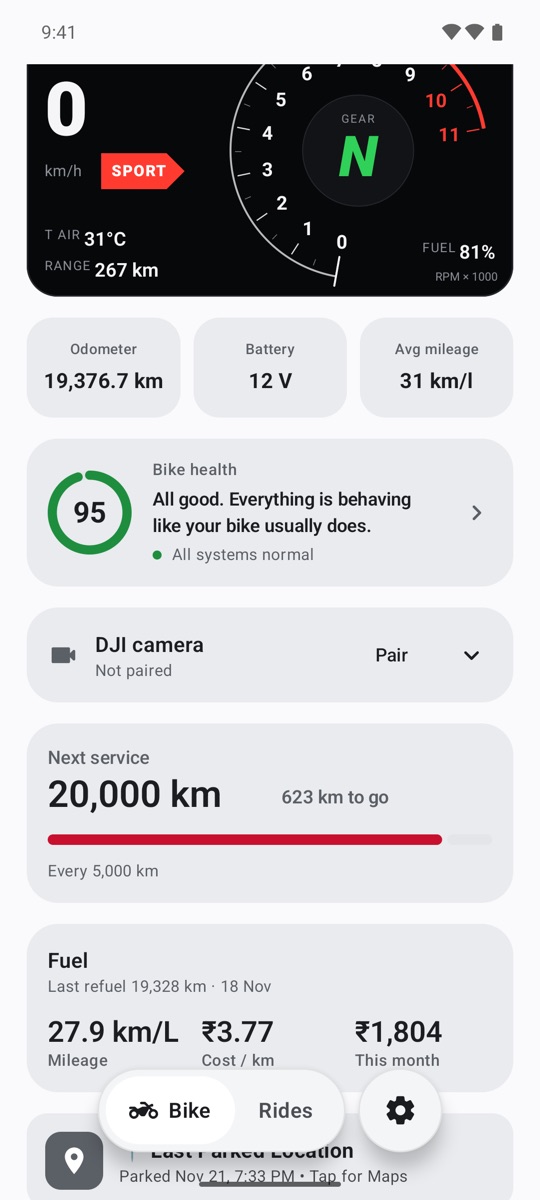 9:41
0
km/h
SPORT
T AIR 31°C
RANGE 267 km
6
9
5
10
4
11
3
2
1
0
GEAR
N
FUEL 81%
RPM × 1000
Odometer
19,376.7 km
Battery
12 V
Avg mileage
31 km/l
95
Bike health
All good. Everything is behaving
like your bike usually does.
All systems normal
DJI camera
Not paired
Pair
Next service
20,000 km
623 km to go
Every 5,000 km
Fuel
Last refuel 19,328 km · 18 Nov
27.9 km/L ₹3.77 ₹1,804
Mileage Cost / km This month
Bike
Rides
Last Parked Location
Parked Nov 21, 7:33 PM • Tap for Maps